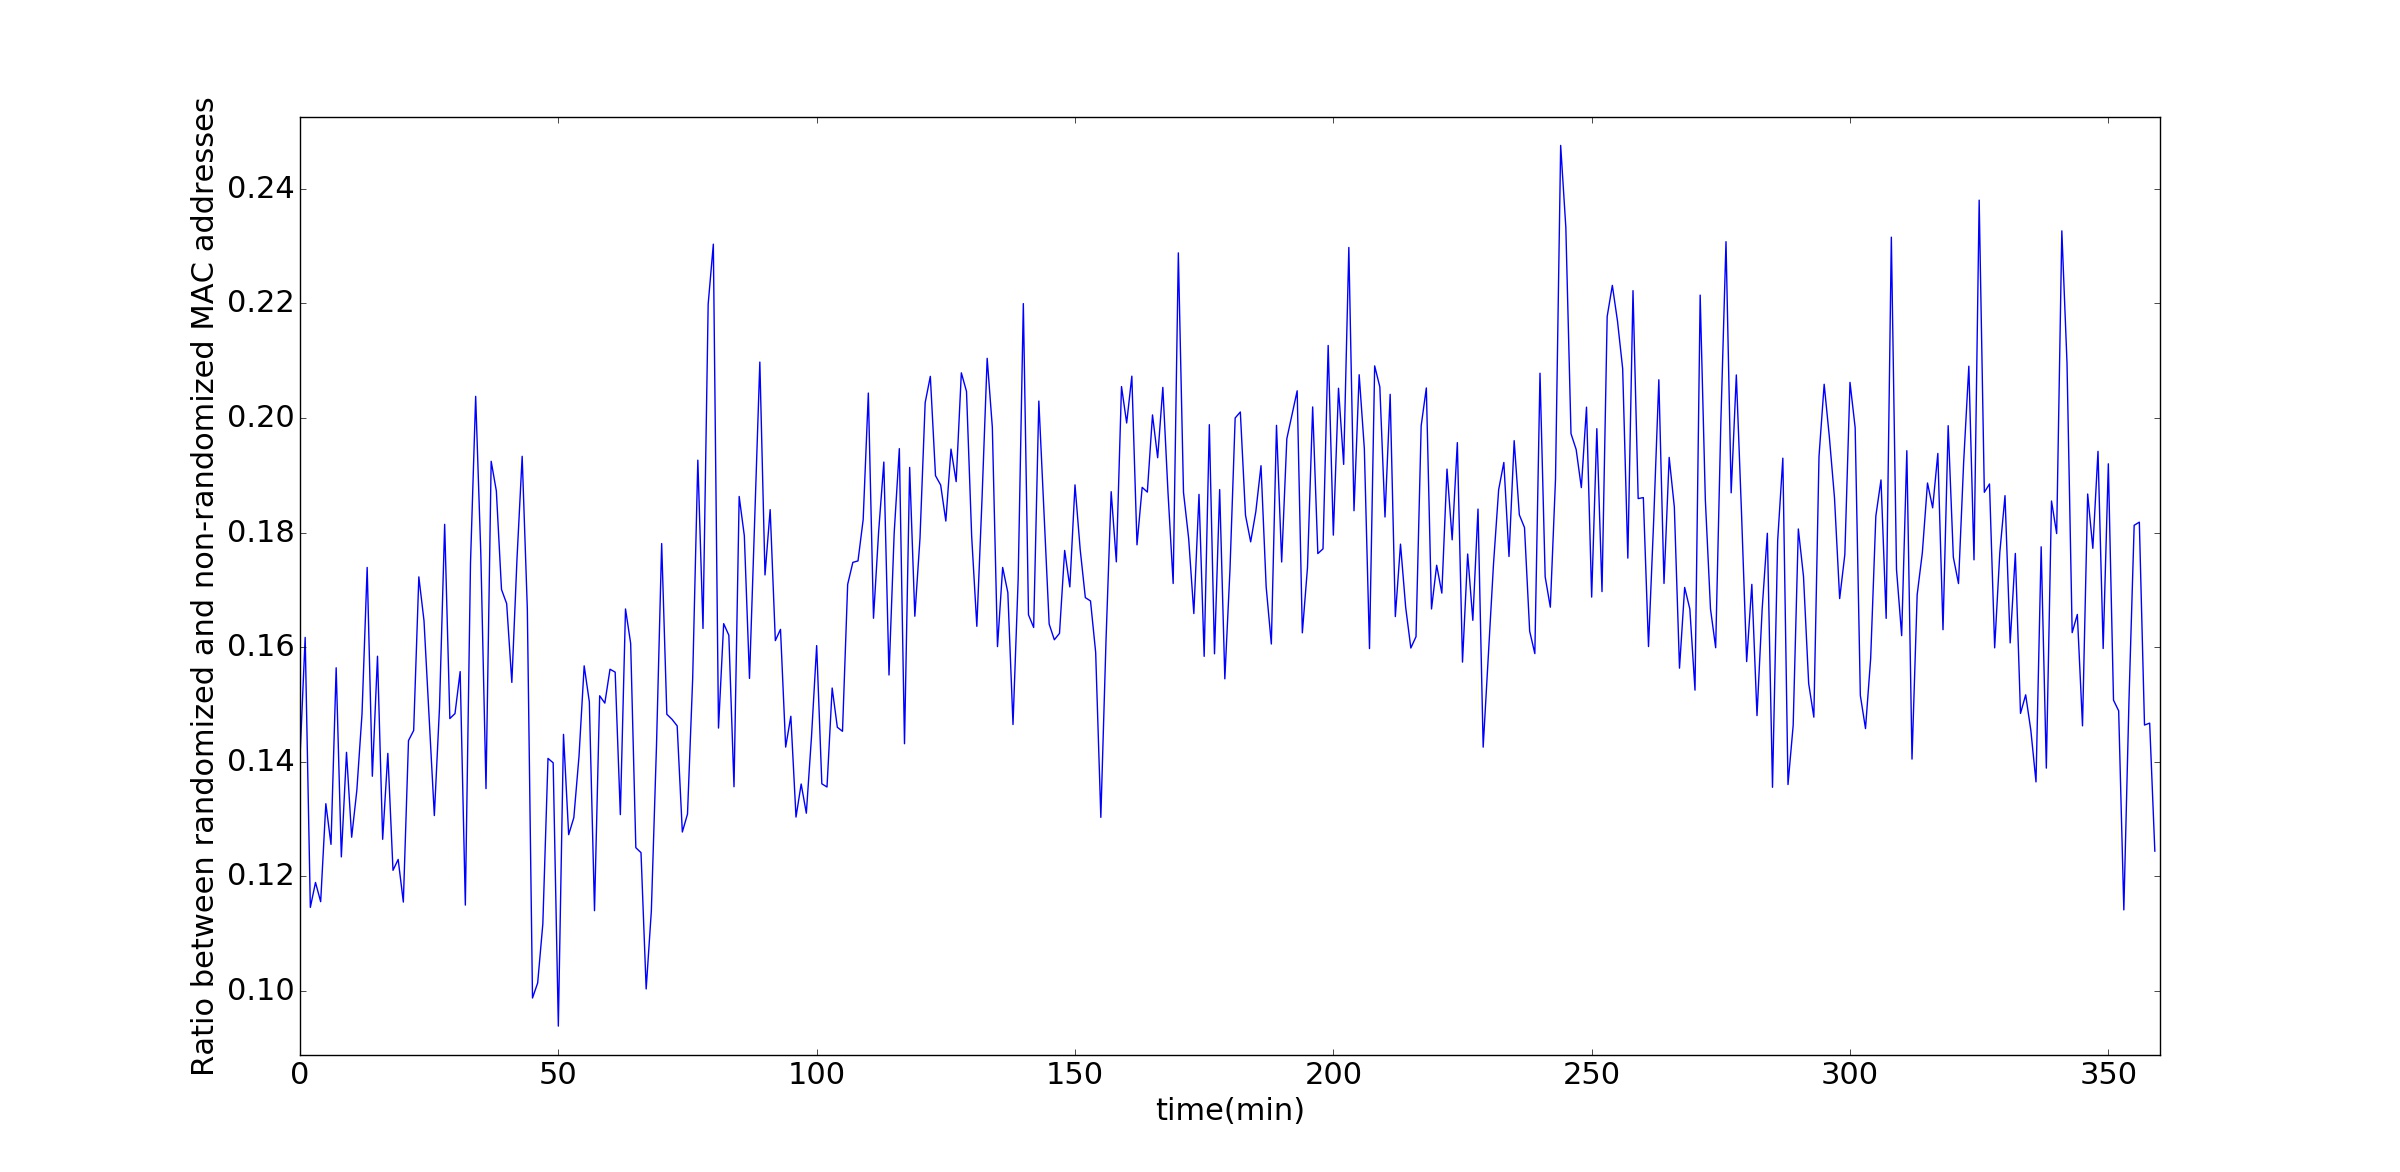 Ratio between randomized and non-randomized MAC addresses
0.24
0.22
0.20
0.18
0.16
0.14
0.12
0.10
0 50 100 150 200 250 300 350
time(min)